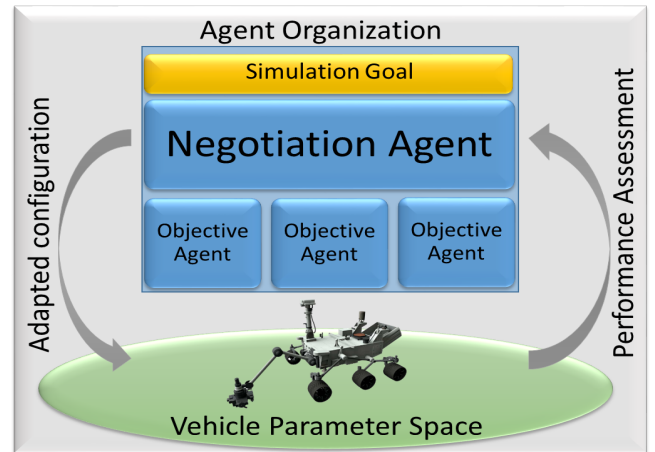 Agent Organization
Simulation Goal
Negotiation Agent
Objective
Agent
Objective
Agent
Objective
Agent
Adapted configuration
Performance Assessment
Vehicle Parameter Space